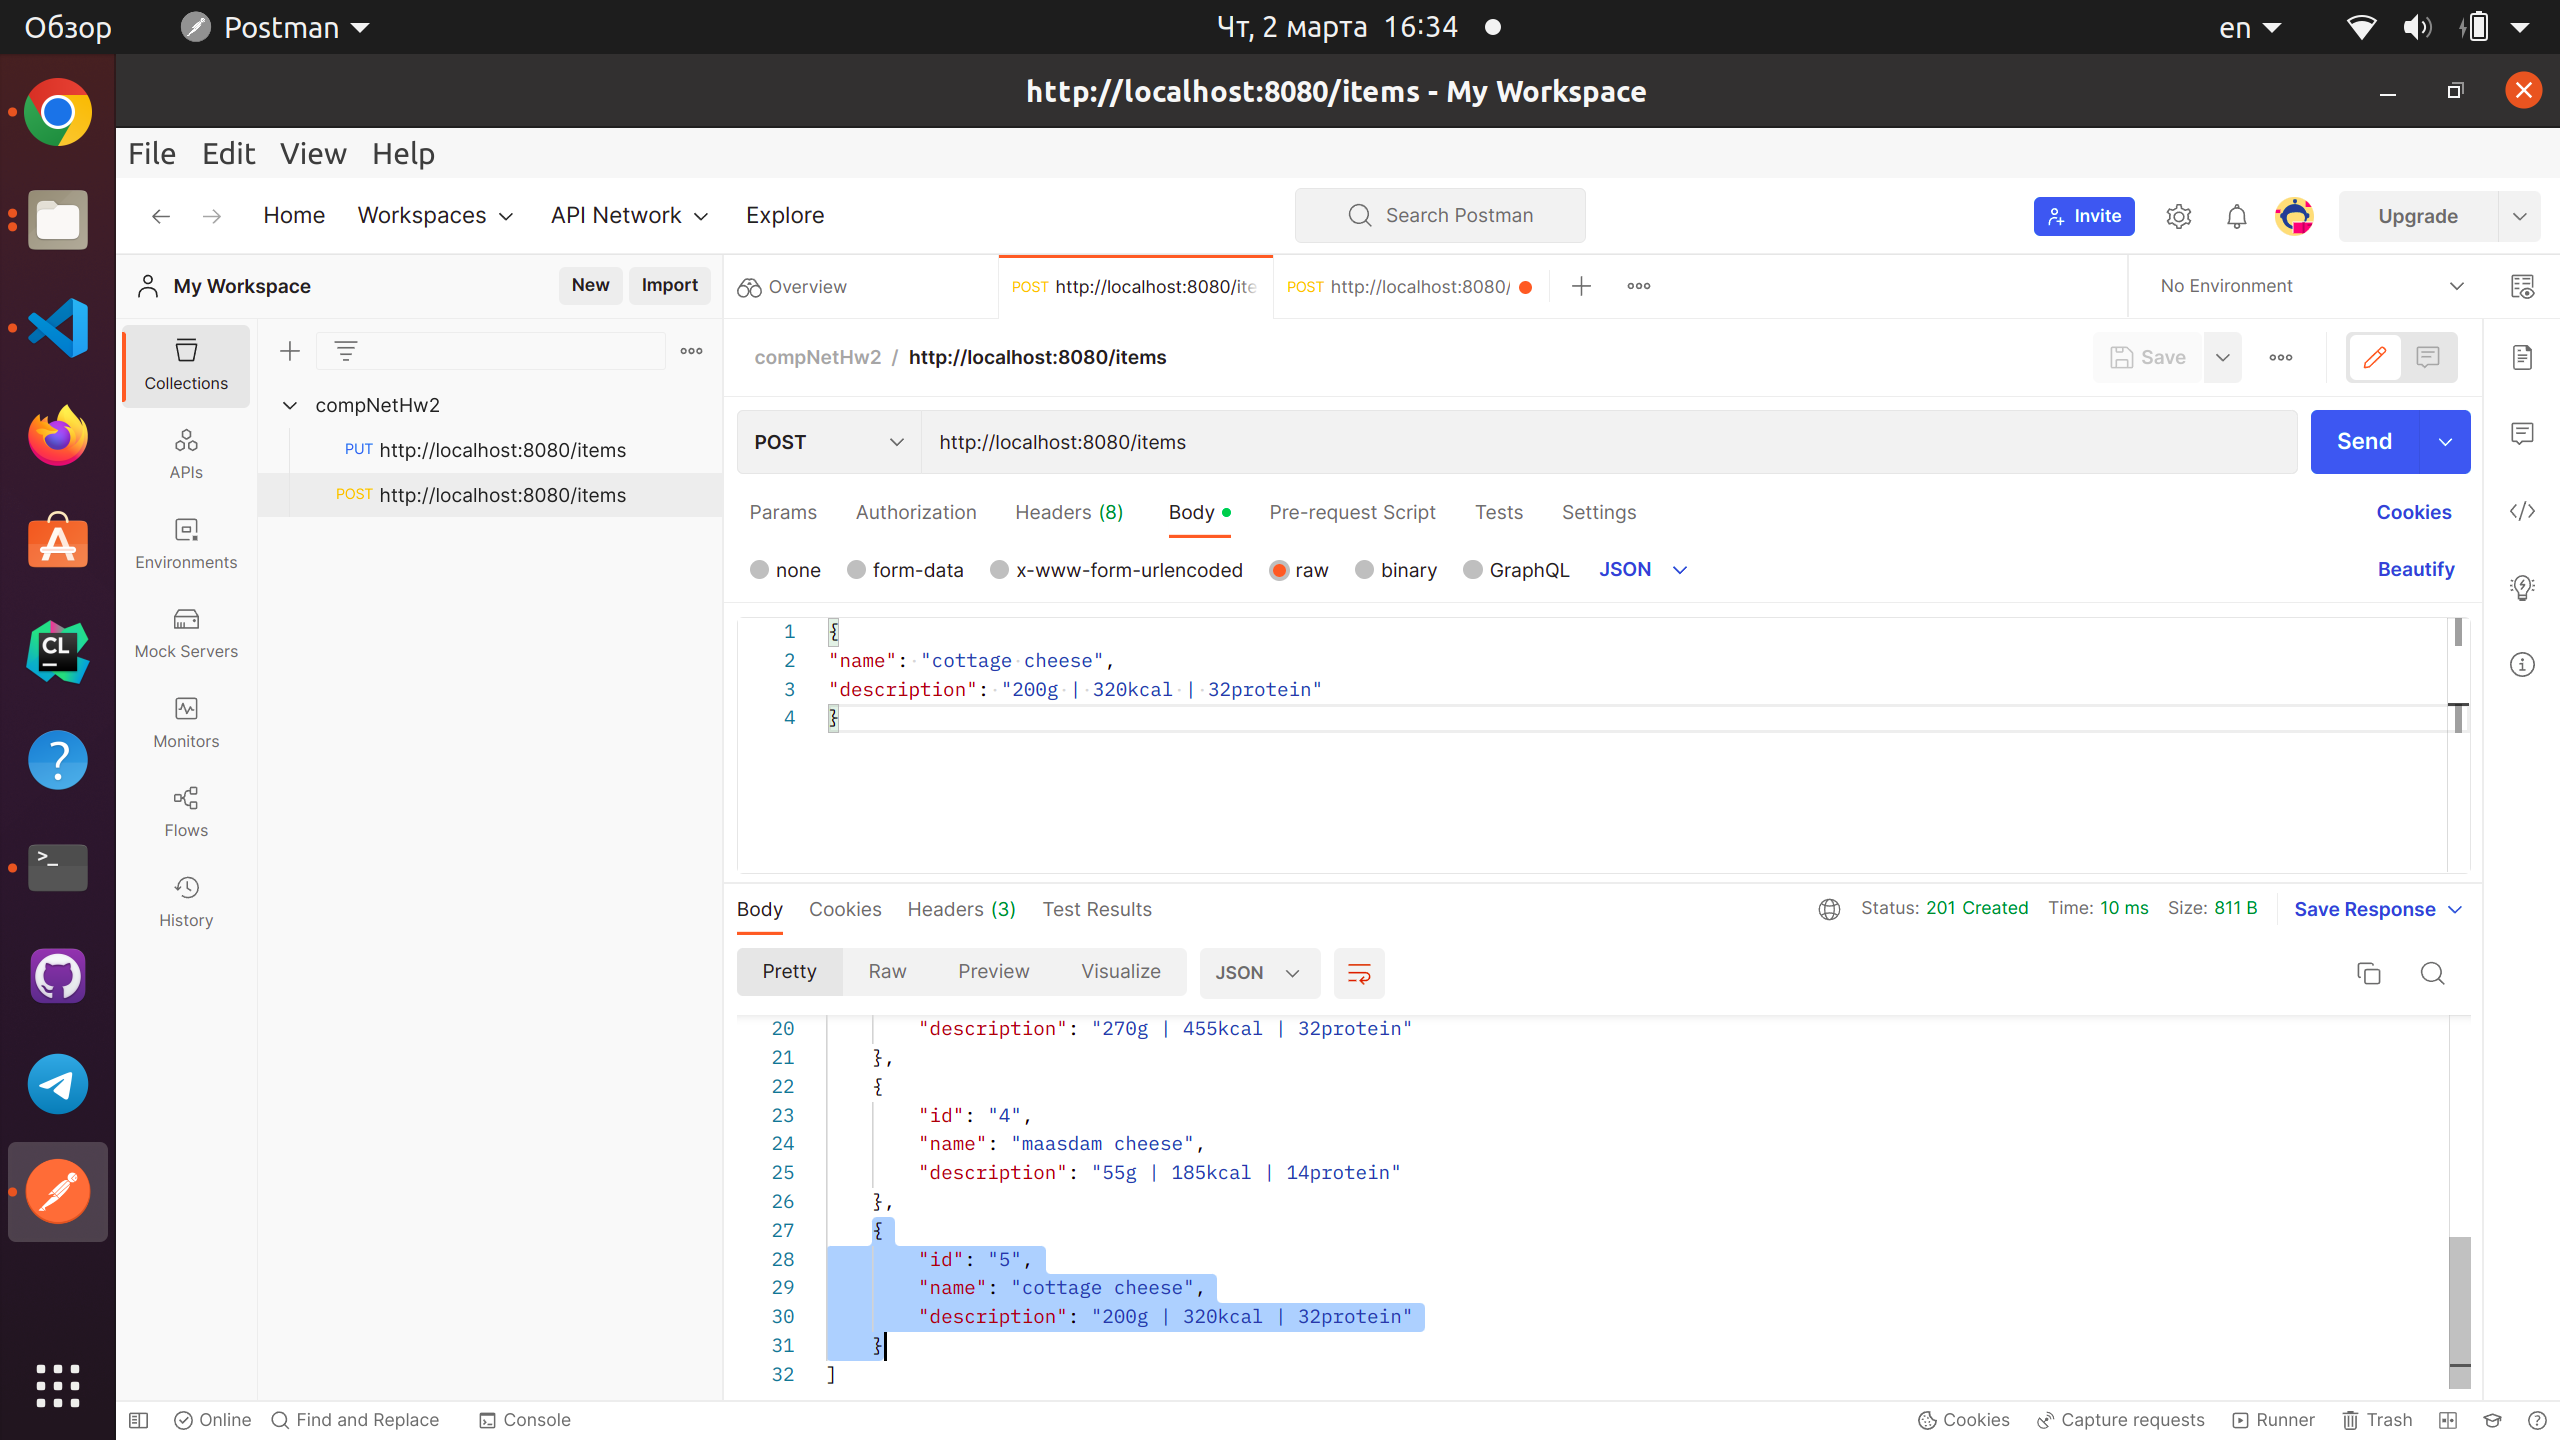 Обзор
Postman
Чт, 2 марта 16:34
en
http://localhost:8080/items - My Workspace
File Edit View Help
Home
Workspaces
API Network
Explore
Search Postman
Invite
Upgrade
My Workspace
New
Import
Overview
POST http://localhost:8080/ite
POST http://localhost:8080/
No Environment
Collections
APIs
Environments
Mock Servers
Monitors
Flows
History
compNetHw2
PUT http://localhost:8080/items
POST http://localhost:8080/items
compNetHw2 / http://localhost:8080/items
Save
POST
http://localhost:8080/items
Send
Params
Authorization
Headers (8)
Body
Pre-request Script
Tests
Settings
Cookies
none
form-data
x-www-form-urlencoded
raw
binary
GraphQL
JSON
Beautify
1 {
2 "name": "cottage cheese",
3 "description": "200g | 320kcal | 32protein"
4 }
Body
Cookies
Headers (3)
Test Results
Status: 201 Created
Time: 10 ms
Size: 811 B
Save Response
Pretty
Raw
Preview
Visualize
JSON
20 "description": "270g | 455kcal | 32protein"
21 },
22 {
23 "id": "4",
24 "name": "maasdam cheese",
25 "description": "55g | 185kcal | 14protein"
26 },
27 {
28 "id": "5",
29 "name": "cottage cheese",
30 "description": "200g | 320kcal | 32protein"
31 }
32 ]
Online
Find and Replace
Console
Cookies
Capture requests
Runner
Trash
CL
>_